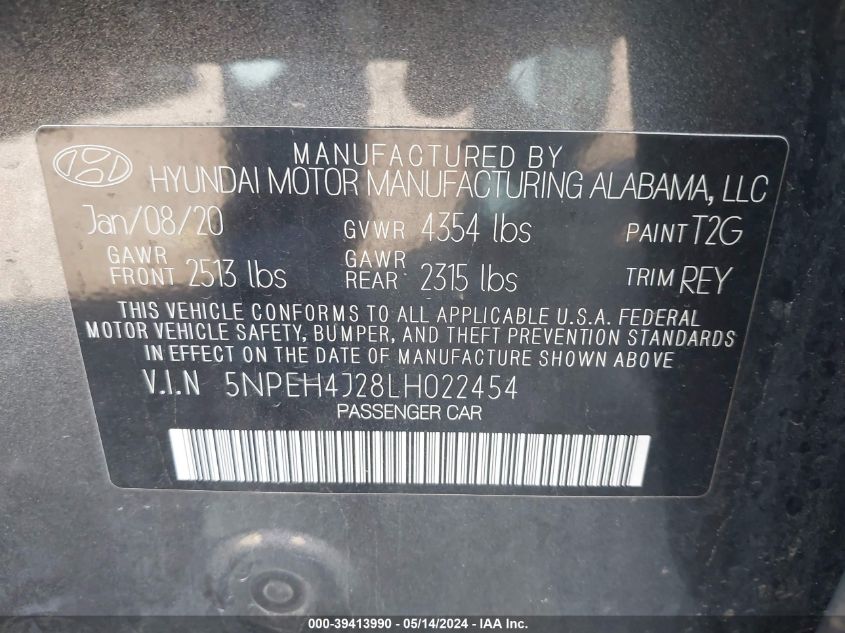 MANUFACTURED BY
HYUNDAI MOTOR MANUFACTURING ALABAMA, LLC
Jan/08/20 GVWR 4354 lbs PAINT T2G
GAWR FRONT 2513 lbs GAWR REAR 2315 lbs TRIM REY
THIS VEHICLE CONFORMS TO ALL APPLICABLE U.S.A. FEDERAL
MOTOR VEHICLE SAFETY, BUMPER, AND THEFT PREVENTION STANDARDS
IN EFFECT ON THE DATE OF MANUFACTURE SHOWN ABOVE
V.I.N 5NPEH4J28LH022454
PASSENGER CAR
000-39413990 - 05/14/2024 - IAA Inc.